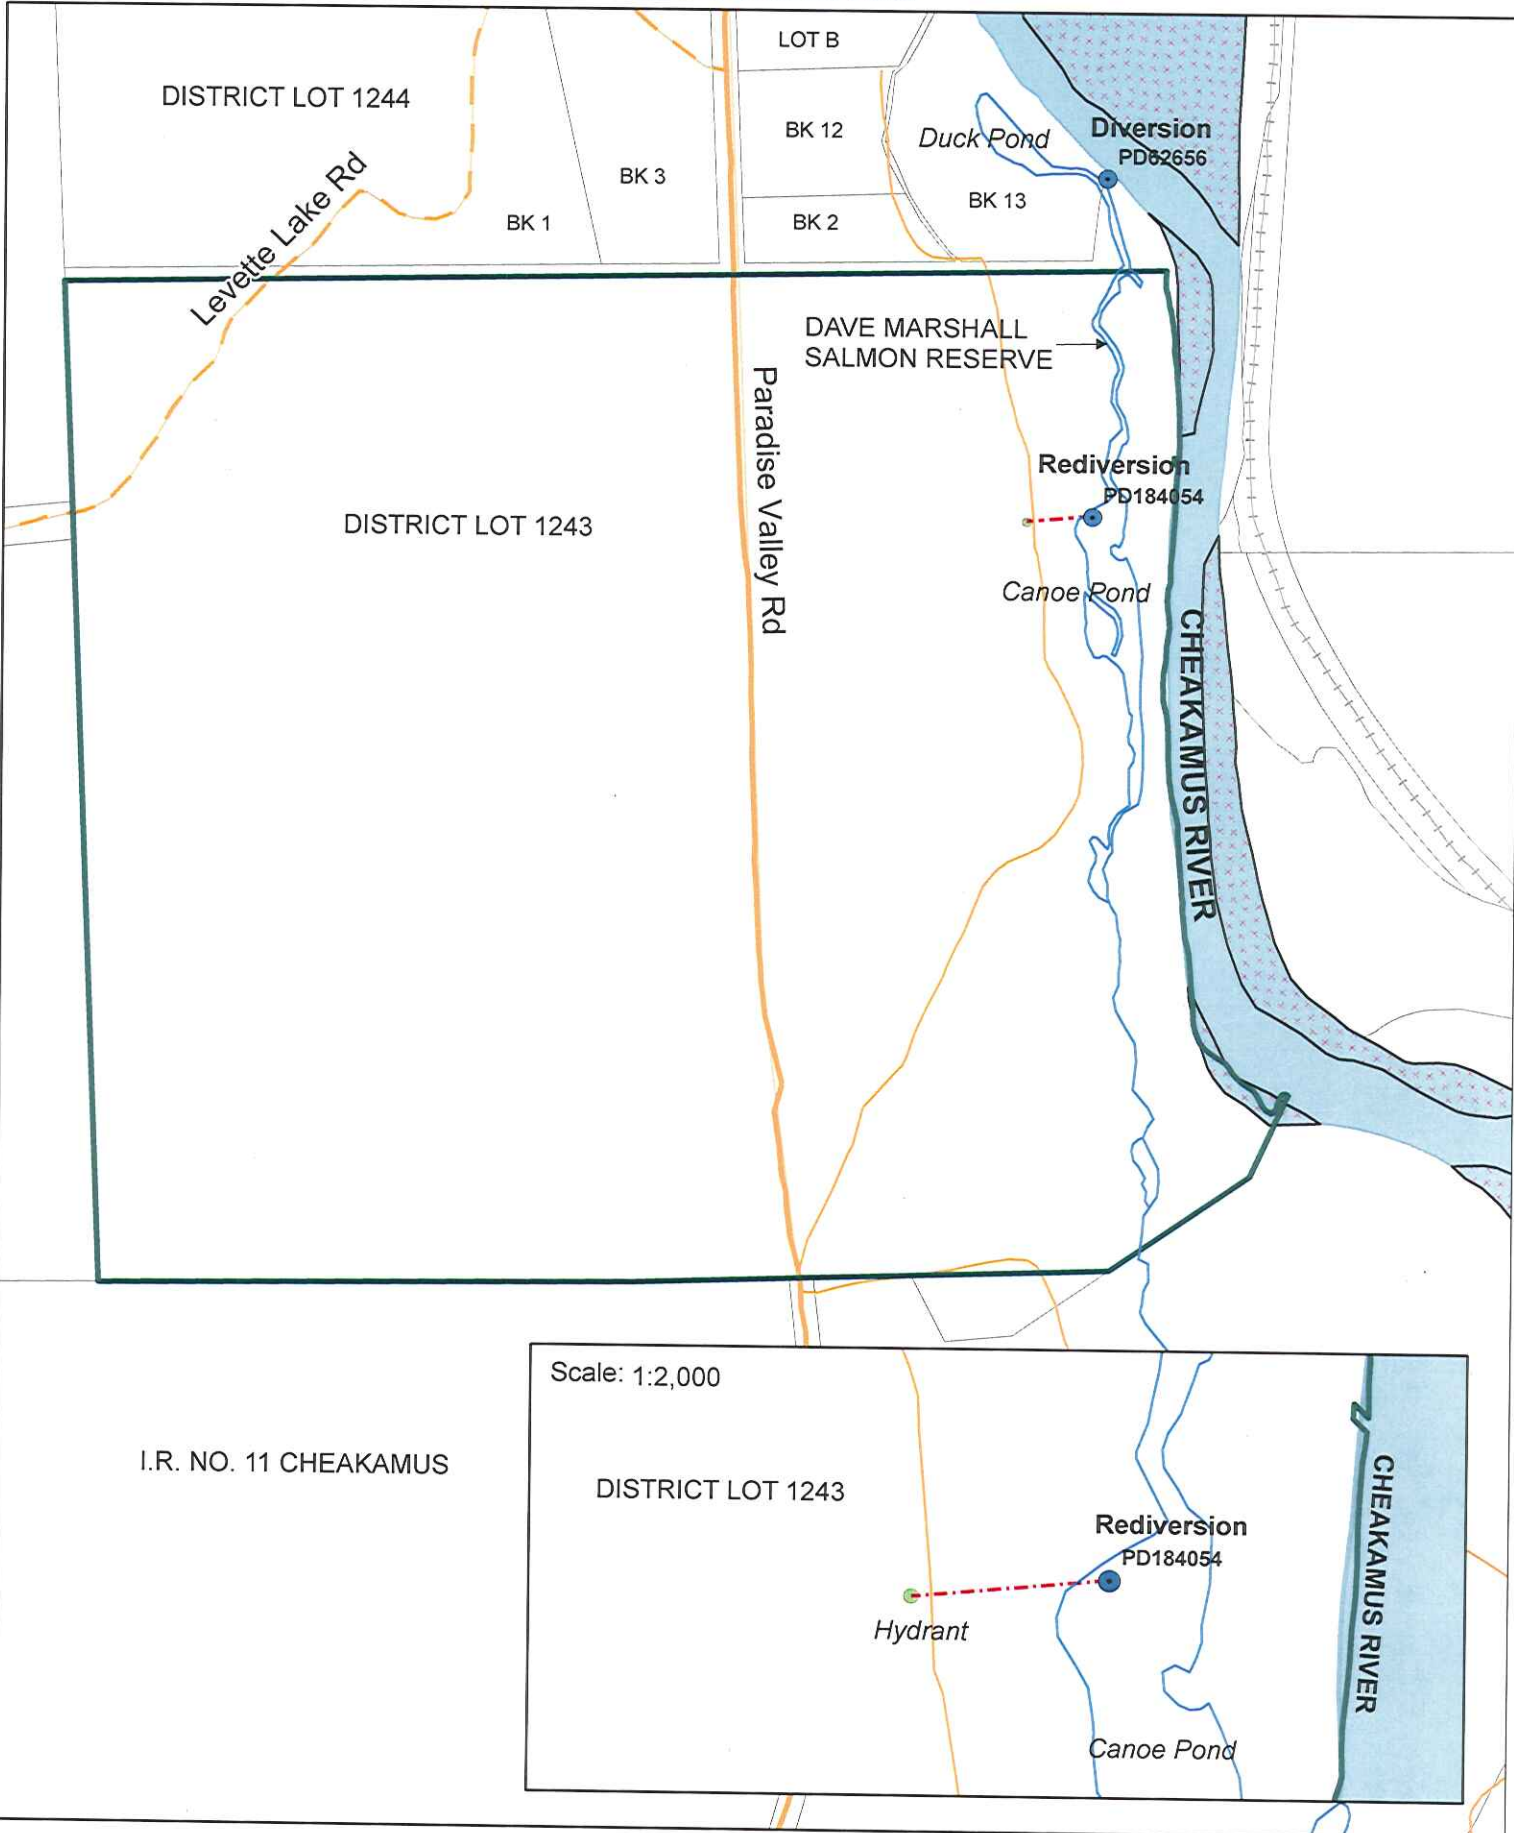 LOT B
DISTRICT LOT 1244
BK 12
Duck Pond
Diversion
PD62656
BK 3
BK 13
BK 1
BK 2
Levette Lake Rd
DAVE MARSHALL
SALMON RESERVE
Paradise Valley Rd
Rediversion
PD184054
DISTRICT LOT 1243
Canoe Pond
CHEAKAMUS RIVER
Scale: 1:2,000
I.R. NO. 11 CHEAKAMUS
DISTRICT LOT 1243
Rediversion
PD184054
Hydrant
CHEAKAMUS RIVER
Canoe Pond